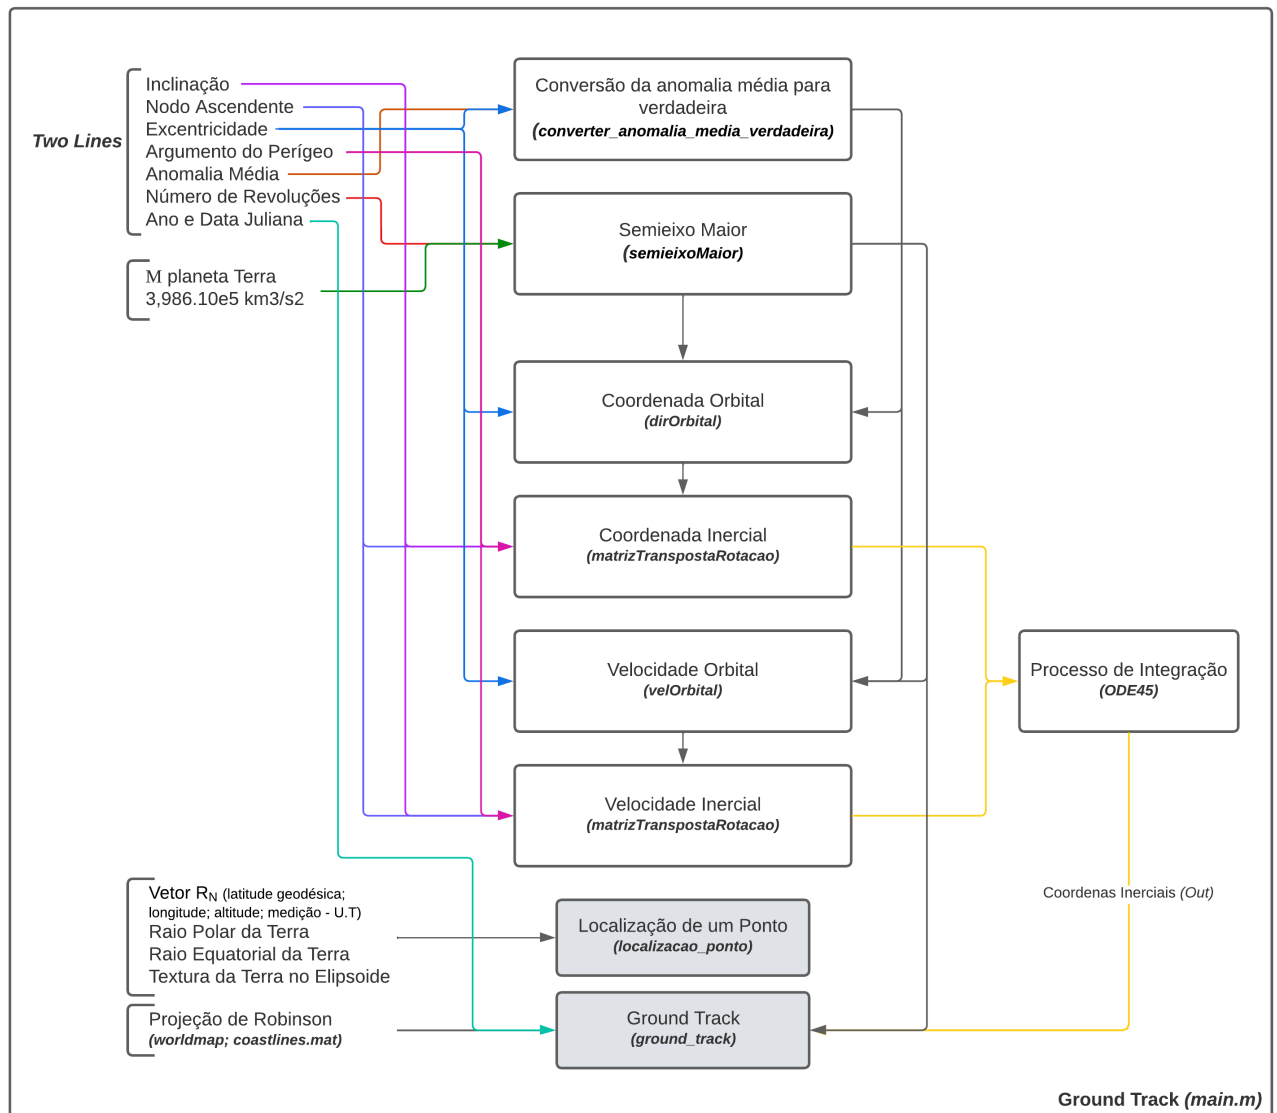 Two Lines
Inclinação
Nodo Ascendente
Excentricidade
Argumento do Perígeo
Anomalia Média
Número de Revoluções
Ano e Data Juliana
M planeta Terra
3,986.10e5 km3/s2
Conversão da anomalia média para
verdadeira
(converter_anomalia_media_verdadeira)
Semieixo Maior
(semieixoMaior)
Coordenada Orbital
(dirOrbital)
Coordenada Inercial
(matrizTranspostaRotacao)
Velocidade Orbital
(velOrbital)
Velocidade Inercial
(matrizTranspostaRotacao)
Processo de Integração
(ODE45)
Coordenas Inerciais (Out)
Vetor RN (latitude geodésica;
longitude; altitude; medição - U.T)
Raio Polar da Terra
Raio Equatorial da Terra
Textura da Terra no Elipsoide
Localização de um Ponto
(localizacao_ponto)
Projeção de Robinson
(worldmap; coastlines.mat)
Ground Track
(ground_track)
Ground Track (main.m)